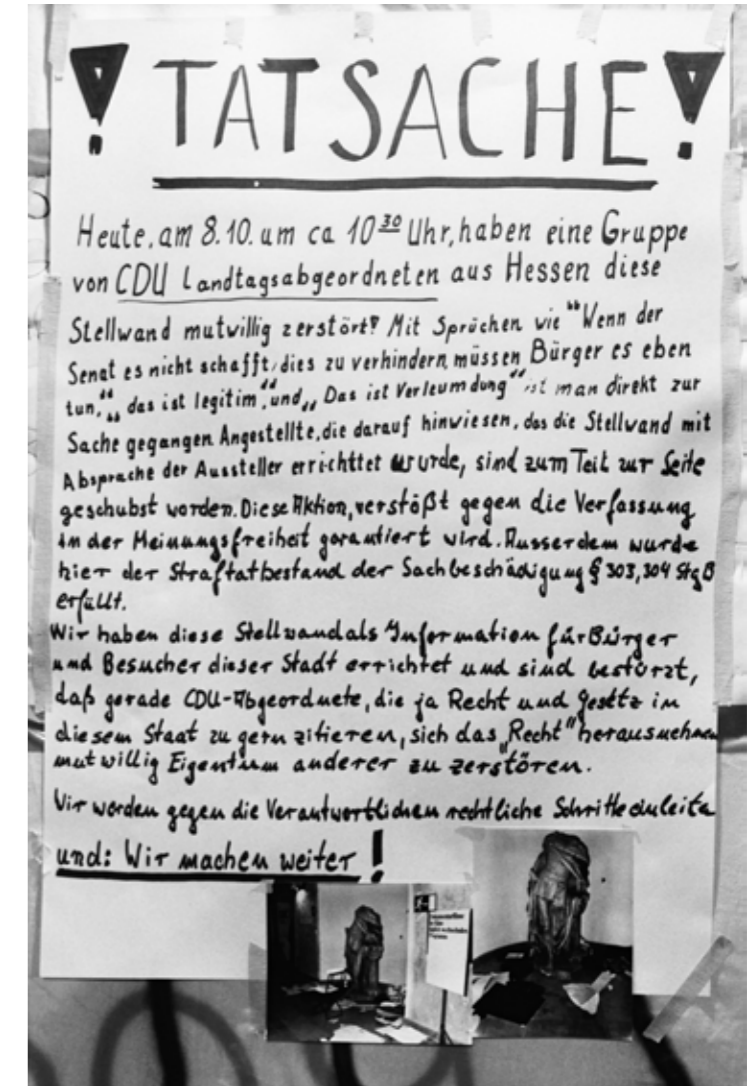 ! TATSACHE!
Heute, am 8.10. um ca 10³⁰ Uhr, haben eine Gruppe
von CDU Landtagsabgeordneten aus Hessen diese
Stellwand mutwillig zerstört! Mit Sprüchen wie "Wenn der
Senat es nicht schafft, dies zu verhindern, müssen Bürger es eben
tun," „das ist legitim" und „Das ist Verleumdung" ist man direkt zur
Sache gegangen Angestellte, die darauf hinwiesen, das die Stellwand mit
Absprache der Aussteller errichttet wurde, sind zum Teil zur Seite
geschubst worden. Diese Aktion, verstößt gegen die Verfassung
in der Meinungsfreiheit garantiert wird. Ausserdem wurde
hier der Straftatbestand der Sachbeschädigung § 303, 304 StgB
erfüllt.
Wir haben diese Stellwand als Information für Bürger
und Besucher dieser Stadt errichtet und sind bestürzt,
daß gerade CDU-Abgeordnete, die ja Recht und Gesetz in
diesem Staat zu gern zitieren, sich das „Recht" herausnehmen
mutwillig Eigentum anderer zu zerstören.
Wir werden gegen die Verantwortlichen rechtliche Schritte einleite
und: Wir machen weiter!